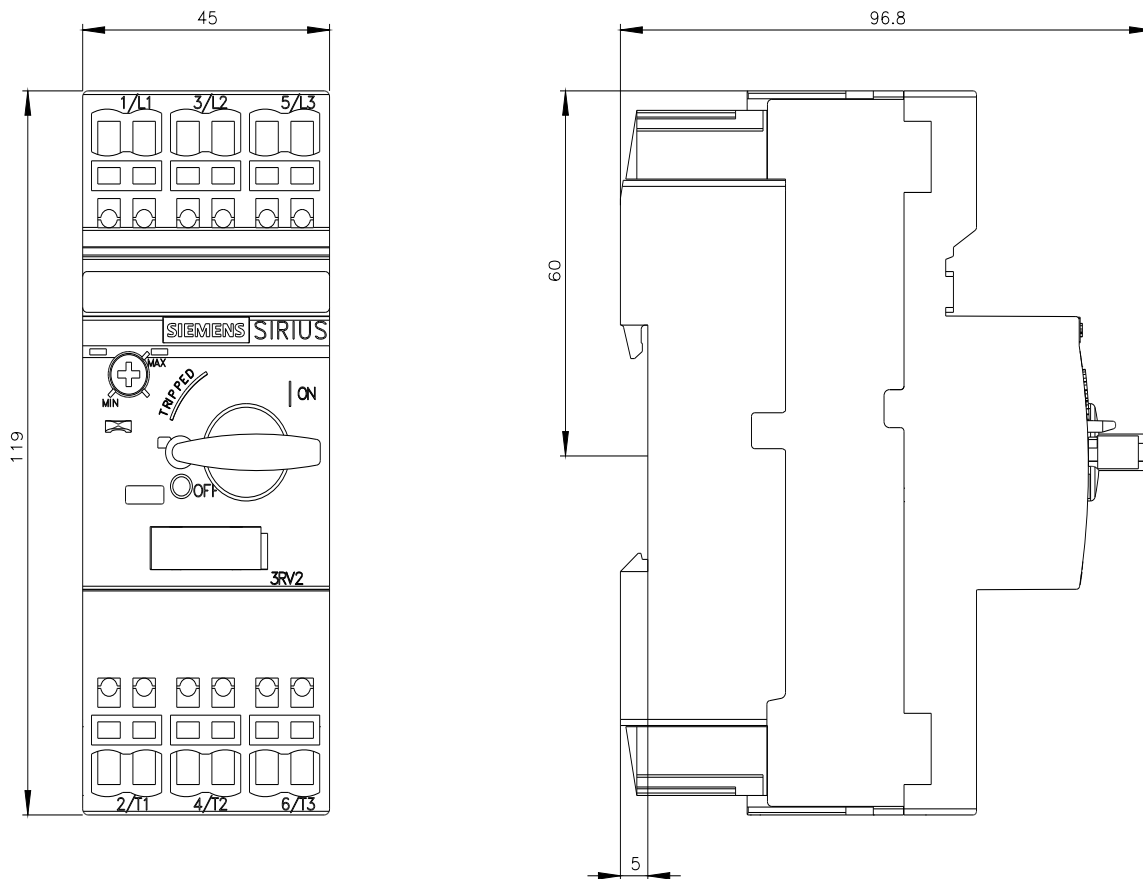 45
96.8
1/L1 3/L2 5/L3
60
SIEMENS SIRIUS
MAX
MIN
TRIPPED
ON
119
OFF
3RV2
2/T1 4/T2 6/T3
5